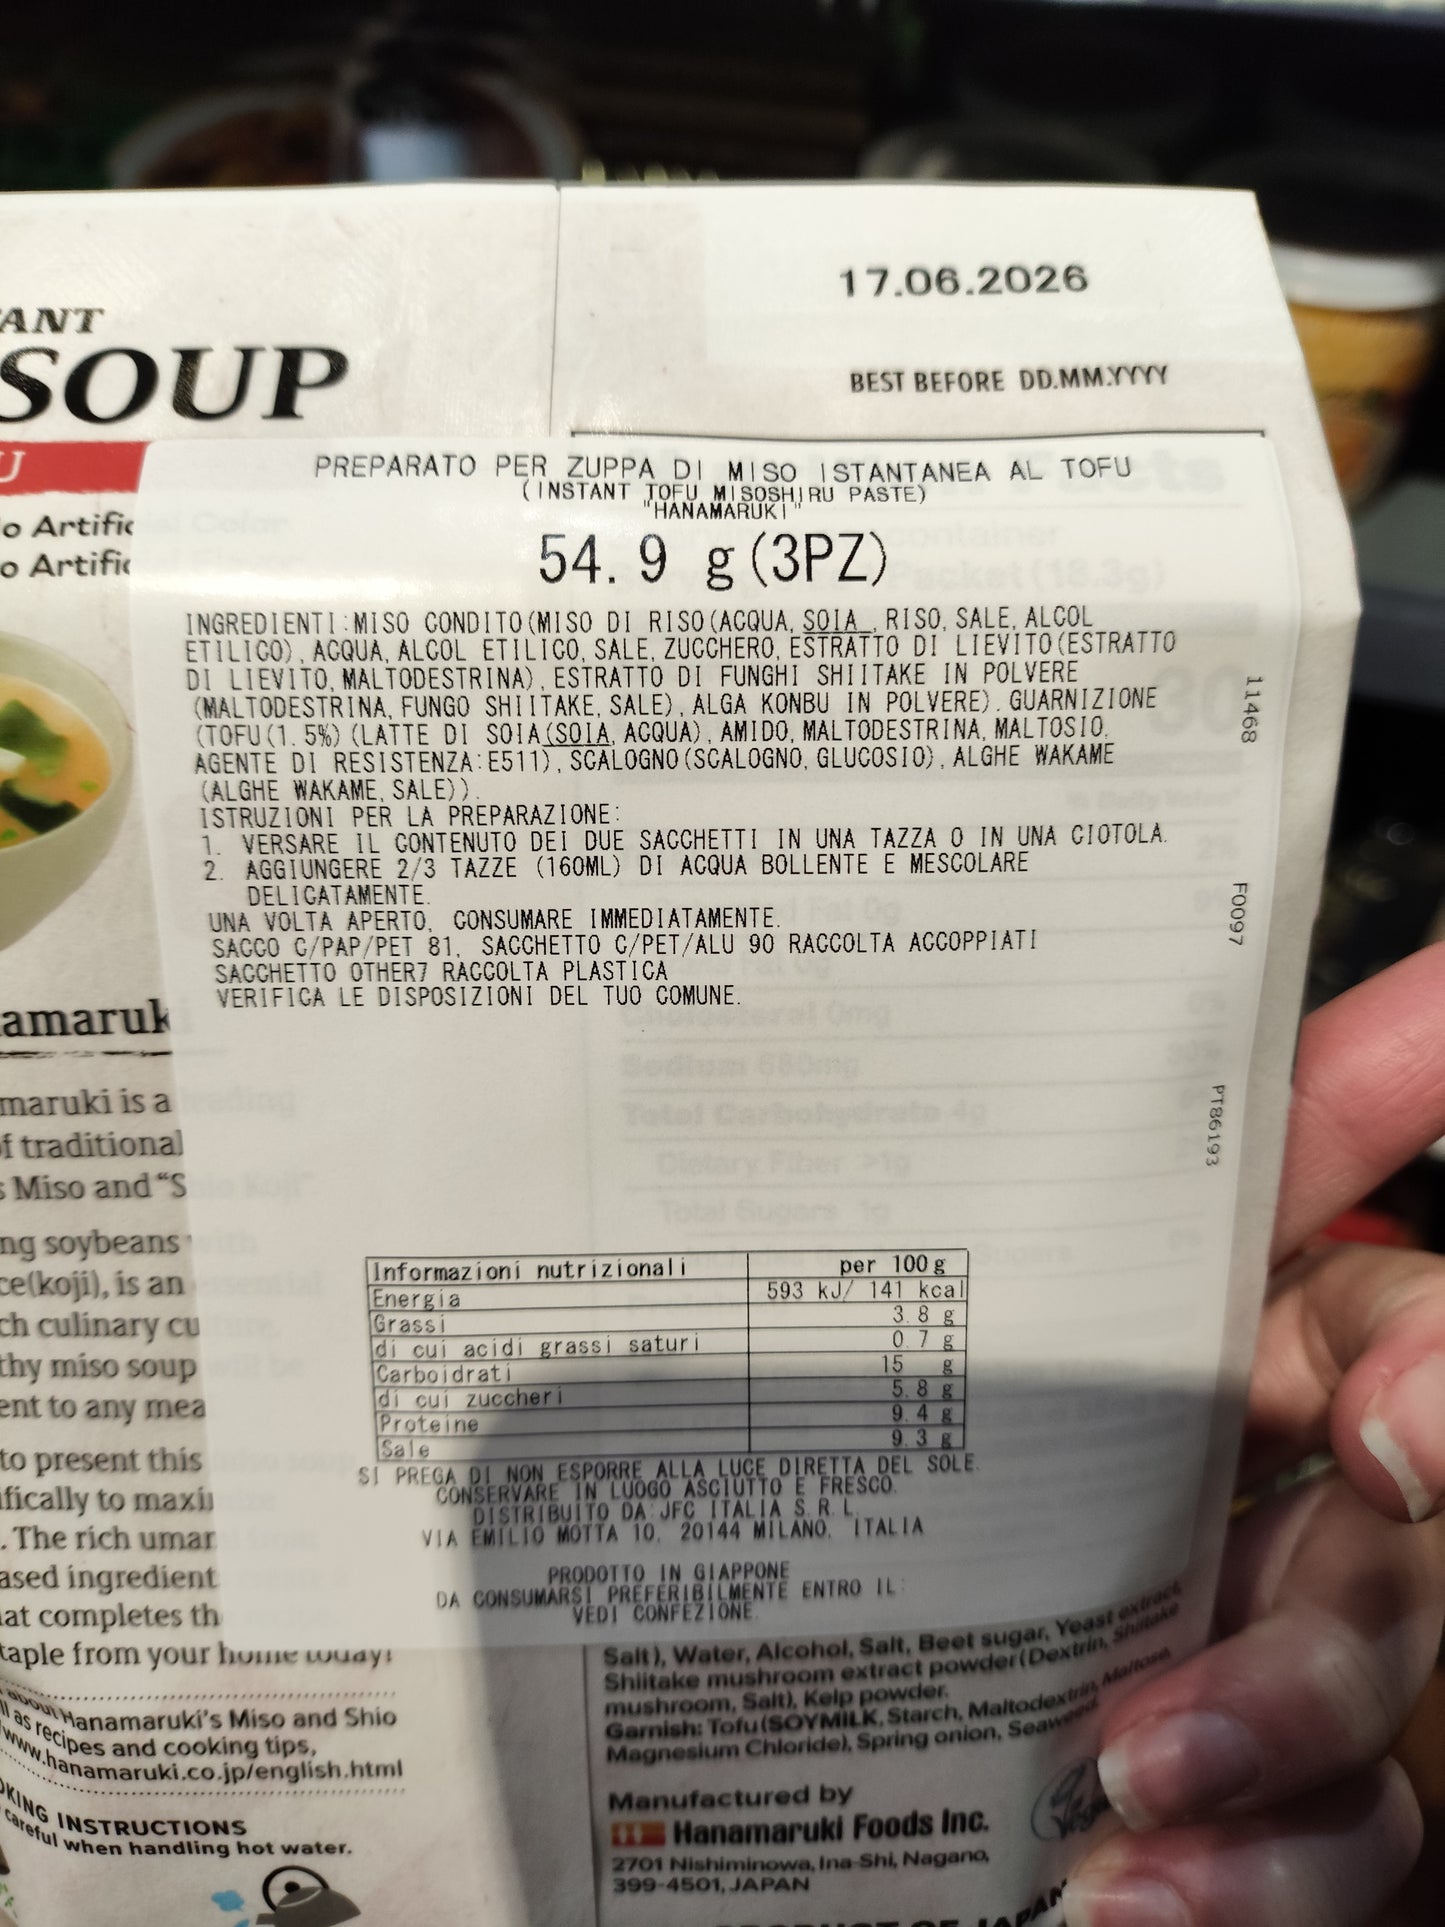 ANT
SOUP
U
o Artific
o Artific
amaruk
maruki is a
f traditional
s Miso and "S
ng soybeans
ce(koji), is an
ch culinary cu
thy miso soup
ent to any mea
to present this
ifically to maxi
. The rich umar
ased ingredient
at completes th
taple from your home today!
about Hanamaruki's Miso and Shio
ll as recipes and cooking tips,
www.hanamaruki.co.jp/english.html
OKING INSTRUCTIONS
careful when handling hot water.
17.06.2026
BEST BEFORE DD.MM.YYYY
PREPARATO PER ZUPPA DI MISO ISTANTANEA AL TOFU
(INSTANT TOFU MISOSHIRU PASTE)
"HANAMARUKI"
54.9 g(3PZ)
INGREDIENTI:MISO CONDITO(MISO DI RISO(ACQUA, SOIA , RISO, SALE, ALCOL
ETILICO), ACQUA, ALCOL ETILICO, SALE, ZUCCHERO, ESTRATTO DI LIEVITO(ESTRATTO
DI LIEVITO, MALTODESTRINA), ESTRATTO DI FUNGHI SHIITAKE IN POLVERE
(MALTODESTRINA, FUNGO SHIITAKE, SALE), ALGA KONBU IN POLVERE). GUARNIZIONE
(TOFU(1.5%)(LATTE DI SOIA(SOIA, ACQUA), AMIDO, MALTODESTRINA, MALTOSIO,
AGENTE DI RESISTENZA:E511), SCALOGNO(SCALOGNO, GLUCOSIO), ALGHE WAKAME
(ALGHE WAKAME, SALE)).
ISTRUZIONI PER LA PREPARAZIONE:
1. VERSARE IL CONTENUTO DEI DUE SACCHETTI IN UNA TAZZA O IN UNA CIOTOLA.
2. AGGIUNGERE 2/3 TAZZE (160ML) DI ACQUA BOLLENTE E MESCOLARE
DELICATAMENTE.
UNA VOLTA APERTO, CONSUMARE IMMEDIATAMENTE.
SACCO C/PAP/PET 81, SACCHETTO C/PET/ALU 90 RACCOLTA ACCOPPIATI
SACCHETTO OTHER7 RACCOLTA PLASTICA
VERIFICA LE DISPOSIZIONI DEL TUO COMUNE.
11468
F0097
PT86193
Informazioni nutrizionali per 100g
Energia 593 kJ/ 141 kcal
Grassi 3.8 g
di cui acidi grassi saturi 0.7 g
Carboidrati 15 g
di cui zuccheri 5.8 g
Proteine 9.4 g
Sale 9.3 g
SI PREGA DI NON ESPORRE ALLA LUCE DIRETTA DEL SOLE.
CONSERVARE IN LUOGO ASCIUTTO E FRESCO.
DISTRIBUITO DA:JFC ITALIA S.R.L.
VIA EMILIO MOTTA 10, 20144 MILANO, ITALIA
PRODOTTO IN GIAPPONE
DA CONSUMARSI PREFERIBILMENTE ENTRO IL:
VEDI CONFEZIONE.
Salt), Water, Alcohol, Salt, Beet sugar, Yeast extract,
Shiitake mushroom extract powder(Dextrin, Shiitake
mushroom, Salt), Kelp powder.
Garnish: Tofu(SOYMILK, Starch, Maltodextrin, Maltose,
Magnesium Chloride), Spring onion, Seaweed.
Manufactured by
Hanamaruki Foods Inc.
2701 Nishiminowa, Ina-Shi, Nagano,
399-4501, JAPAN
PRODUCT OF JAPAN